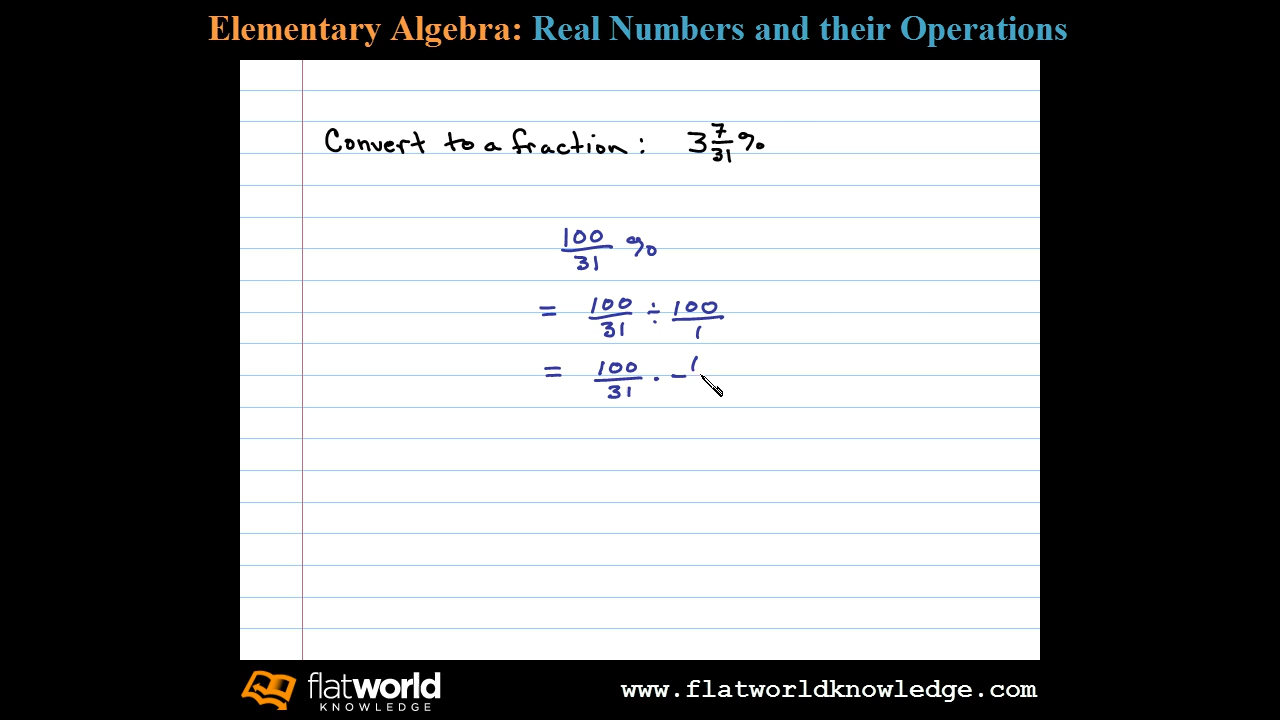 Elementary Algebra: Real Numbers and their Operations
Convert to a fraction: 3 7/31 %
100/31 %
= 100/31 ÷ 100/1
= 100/31 · 1/
flatworld
KNOWLEDGE
www.flatworldknowledge.com